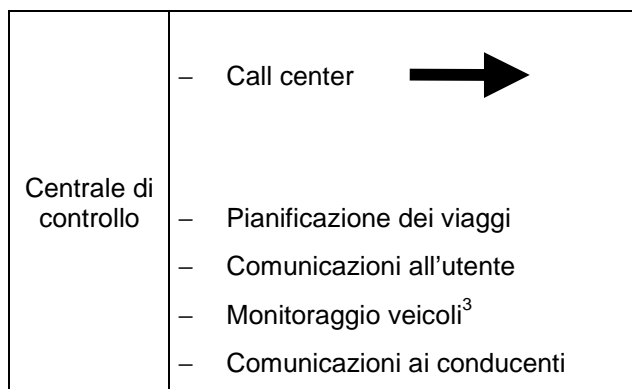 – Call center
Centrale di
controllo
– Pianificazione dei viaggi
– Comunicazioni all’utente
– Monitoraggio veicoli³
– Comunicazioni ai conducenti